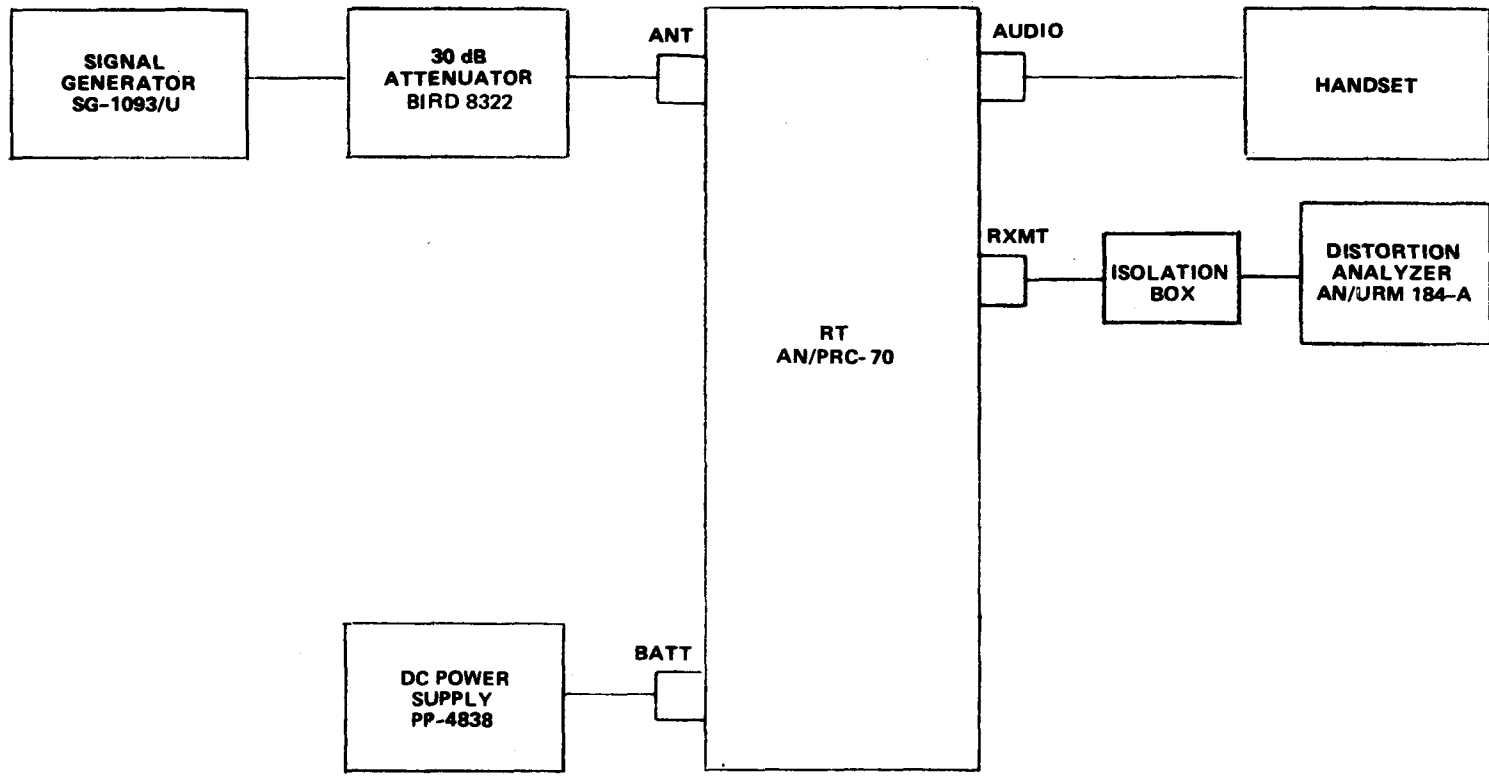 SIGNAL
GENERATOR
SG-1093/U
30 dB
ATTENUATOR
BIRD 8322
ANT
AUDIO
HANDSET
RXMT
ISOLATION
BOX
DISTORTION
ANALYZER
AN/URM 184-A
RT
AN/PRC-70
BATT
DC POWER
SUPPLY
PP-4838